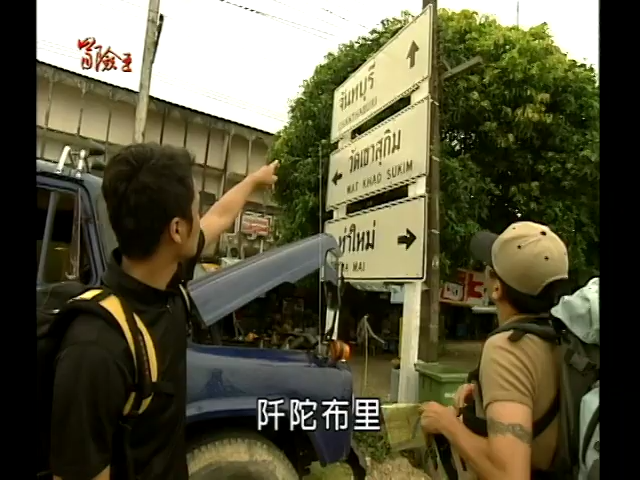 冒險王
จันทบุรี
CHANTHABURI
วัดเขาสุกิม
WAT KHAO SUKIM
ท่าใหม่
THA MAI
阡陀布里